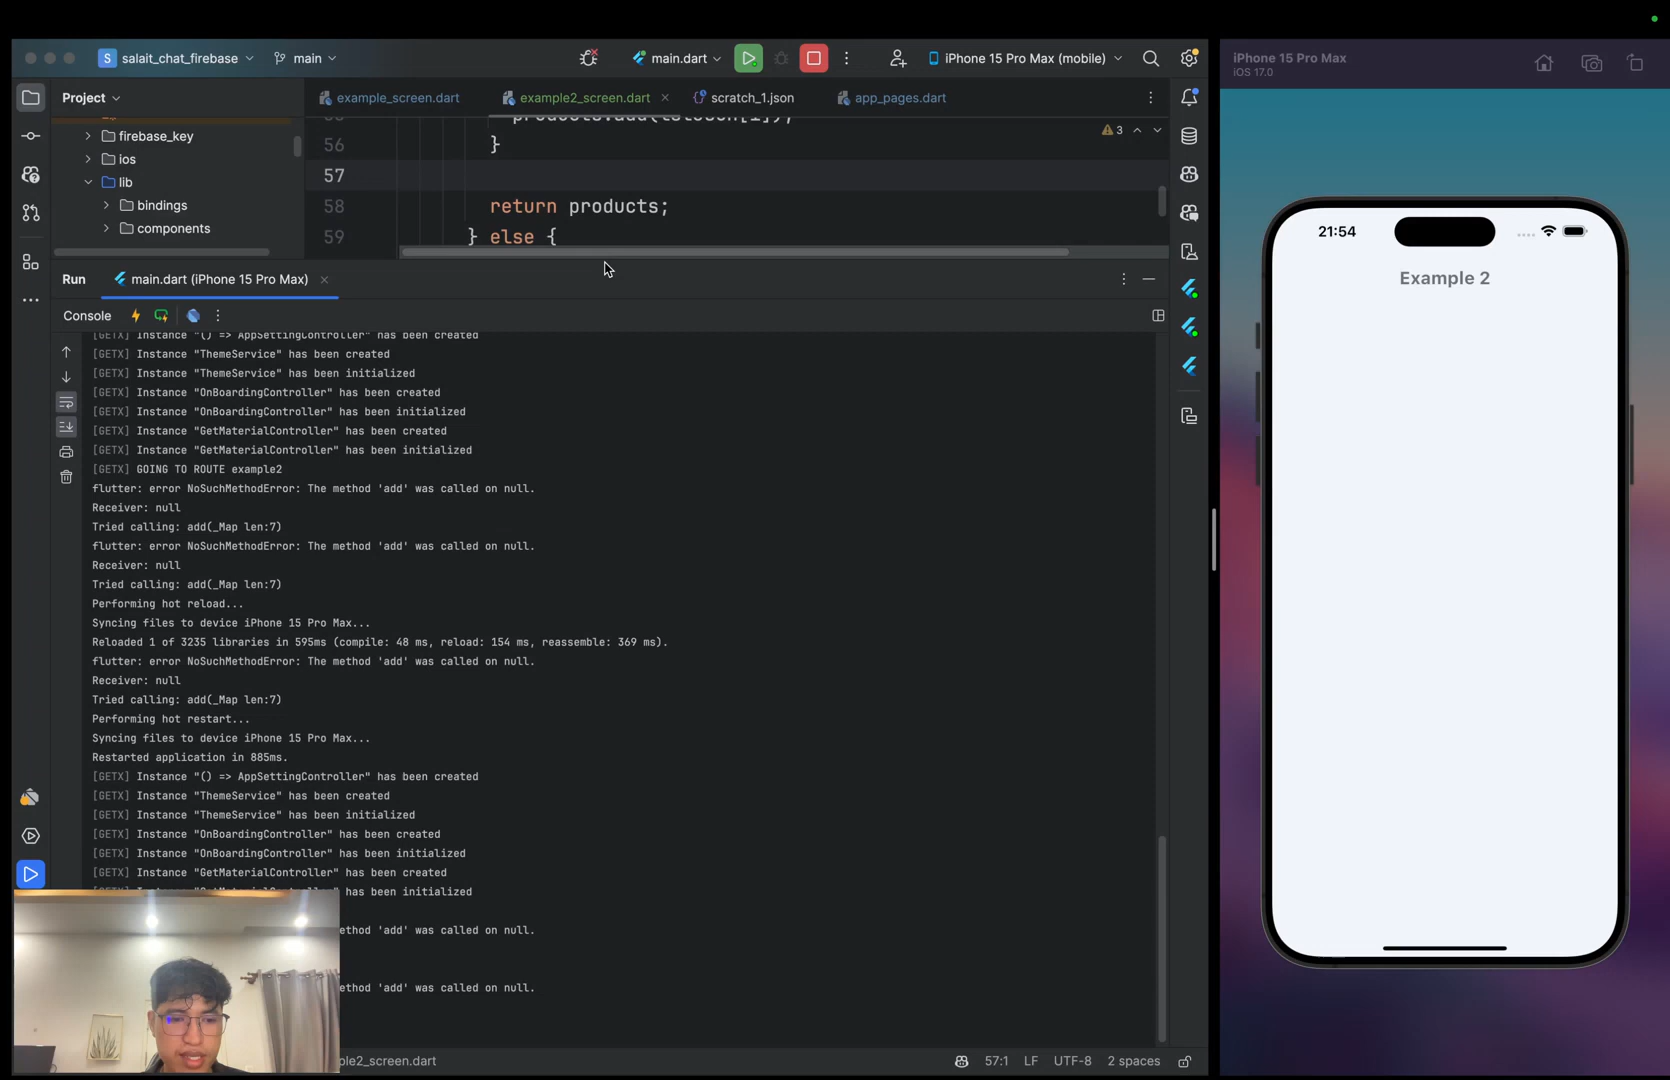 S salait_chat_firebase
main
main.dart
iPhone 15 Pro Max (mobile)
iPhone 15 Pro Max
iOS 17.0
Project
example_screen.dart
example2_screen.dart
scratch_1.json
app_pages.dart
3
firebase_key
ios
lib
bindings
components
56 }
57
58 return products;
59 } else {
Run
main.dart (iPhone 15 Pro Max)
Console
[GETX] Instance "() => AppSettingController" has been created
[GETX] Instance "ThemeService" has been created
[GETX] Instance "ThemeService" has been initialized
[GETX] Instance "OnBoardingController" has been created
[GETX] Instance "OnBoardingController" has been initialized
[GETX] Instance "GetMaterialController" has been created
[GETX] Instance "GetMaterialController" has been initialized
[GETX] GOING TO ROUTE example2
flutter: error NoSuchMethodError: The method 'add' was called on null.
Receiver: null
Tried calling: add(_Map len:7)
flutter: error NoSuchMethodError: The method 'add' was called on null.
Receiver: null
Tried calling: add(_Map len:7)
Performing hot reload...
Syncing files to device iPhone 15 Pro Max...
Reloaded 1 of 3235 libraries in 595ms (compile: 48 ms, reload: 154 ms, reassemble: 369 ms).
flutter: error NoSuchMethodError: The method 'add' was called on null.
Receiver: null
Tried calling: add(_Map len:7)
Performing hot restart...
Syncing files to device iPhone 15 Pro Max...
Restarted application in 885ms.
[GETX] Instance "() => AppSettingController" has been created
[GETX] Instance "ThemeService" has been created
[GETX] Instance "ThemeService" has been initialized
[GETX] Instance "OnBoardingController" has been created
[GETX] Instance "OnBoardingController" has been initialized
[GETX] Instance "GetMaterialController" has been created
has been initialized
ethod 'add' was called on null.
ethod 'add' was called on null.
ple2_screen.dart
57:1
LF
UTF-8
2 spaces
21:54
Example 2